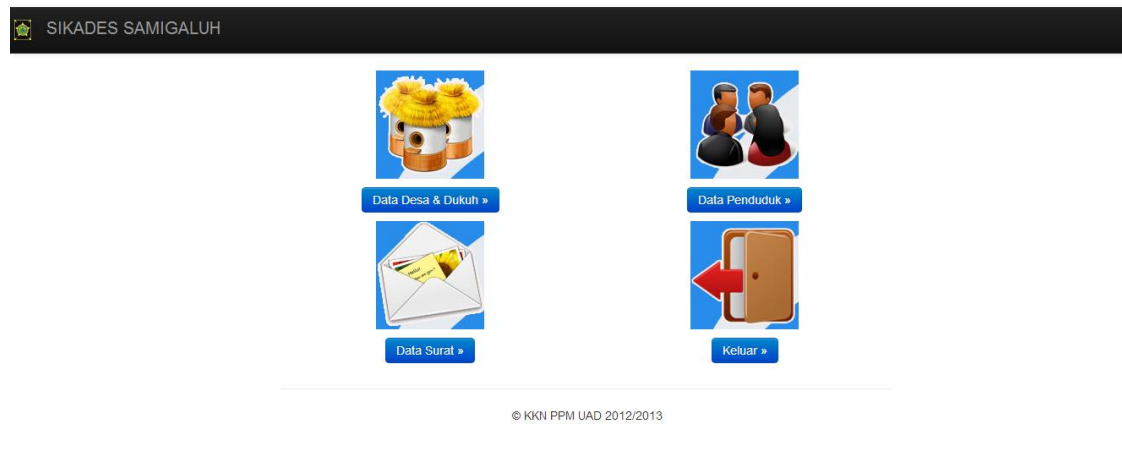 SIKADES SAMIGALUH
Data Desa & Dukuh »
Data Penduduk »
Data Surat »
Keluar »
© KKN PPM UAD 2012/2013